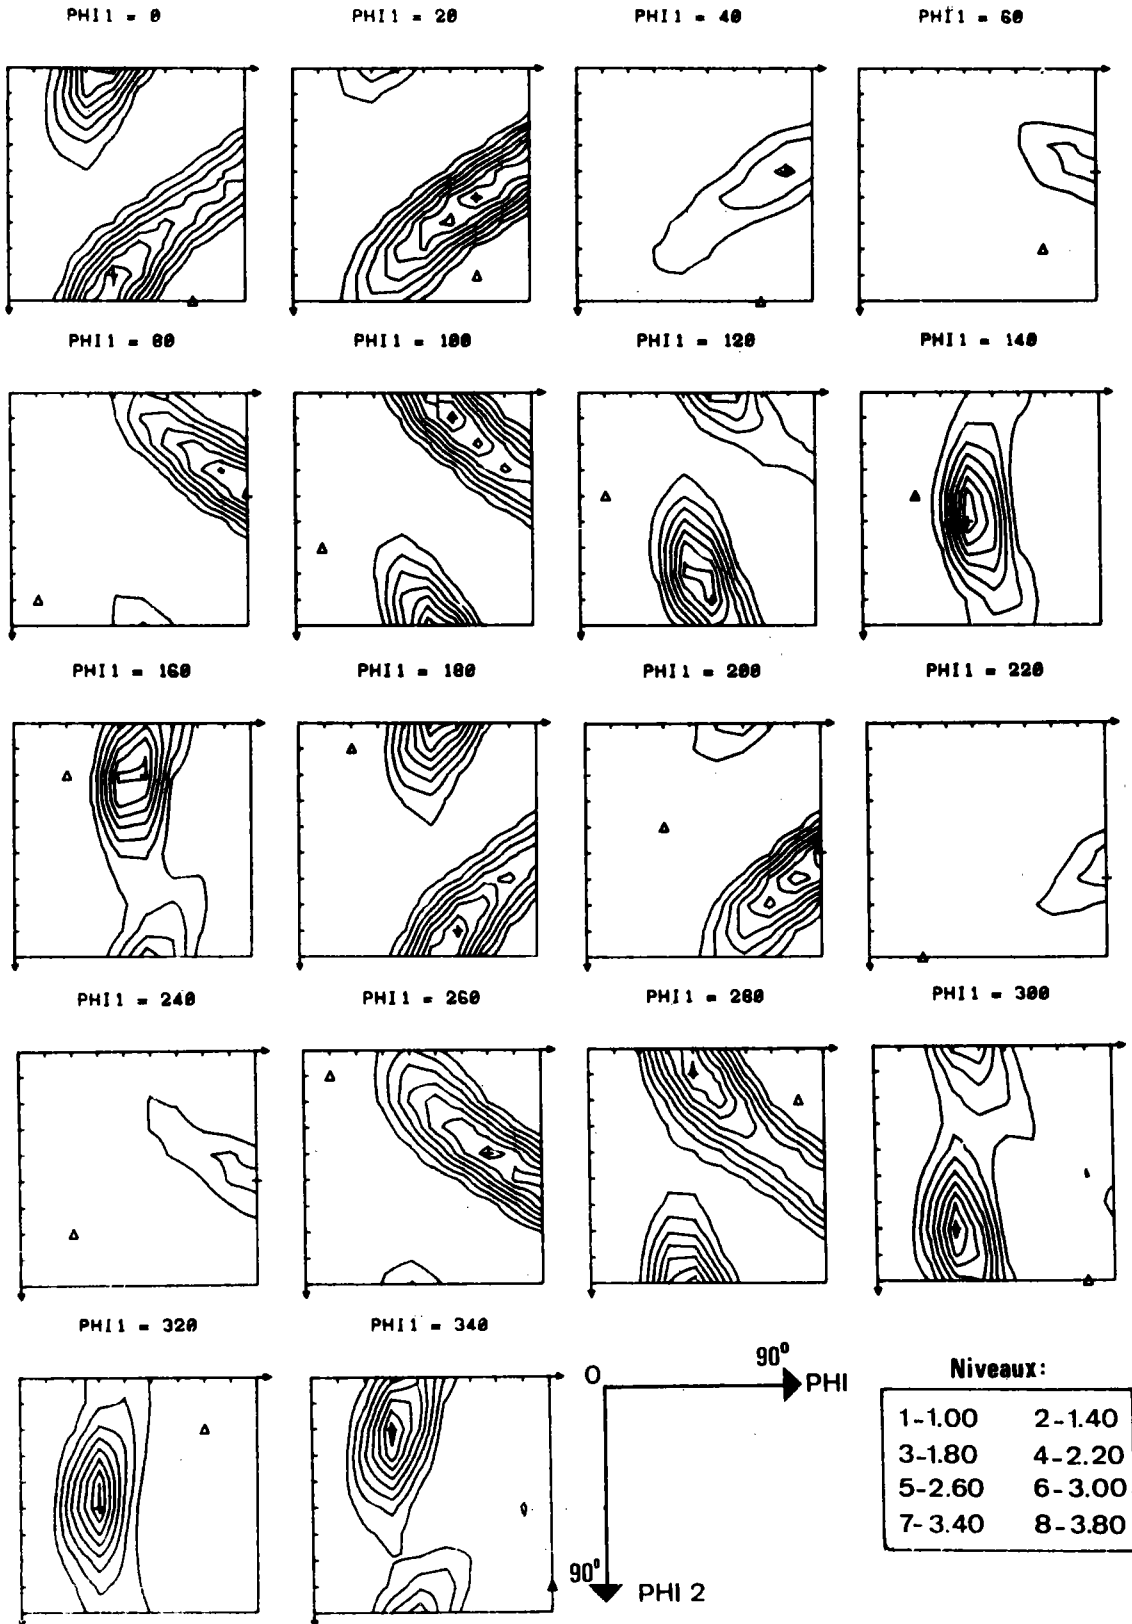 PHI1 = 0 PHI1 = 20 PHI1 = 40 PHI1 = 60
PHI1 = 80 PHI1 = 100 PHI1 = 120 PHI1 = 140
PHI1 = 160 PHI1 = 180 PHI1 = 200 PHI1 = 220
PHI1 = 240 PHI1 = 260 PHI1 = 280 PHI1 = 300
PHI1 = 320 PHI1 = 340
O 90° PHI
90° PHI 2
Niveaux:
1-1.00 2-1.40
3-1.80 4-2.20
5-2.60 6-3.00
7-3.40 8-3.80